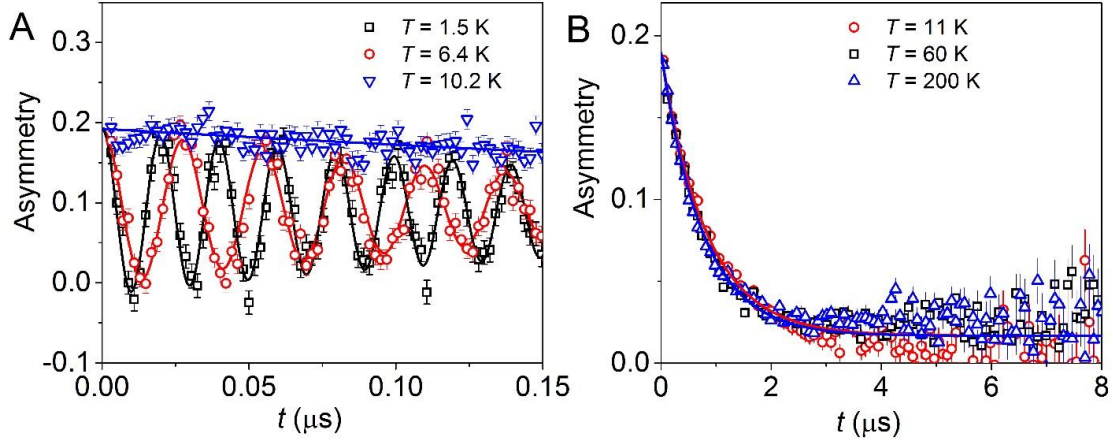 A
0.3
0.2
0.1
0.0
-0.1
Asymmetry
T = 1.5 K
T = 6.4 K
T = 10.2 K
0.00 0.05 0.10 0.15
t (μs)
B
0.2
0.1
0.0
Asymmetry
T = 11 K
T = 60 K
T = 200 K
0 2 4 6 8
t (μs)